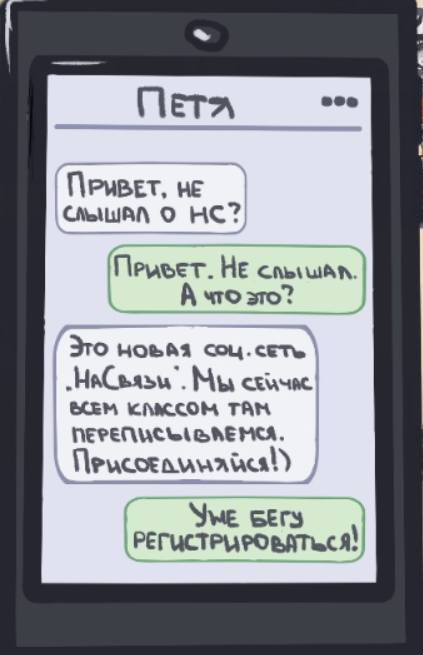 Петя
Привет, не
слышал о НС?
Привет. Не слышал.
А что это?
Это новая соц. сеть
"НаСвязи". Мы сейчас
всем классом там
переписываемся.
Присоединяйся!)
Уже бегу
регистрироваться!